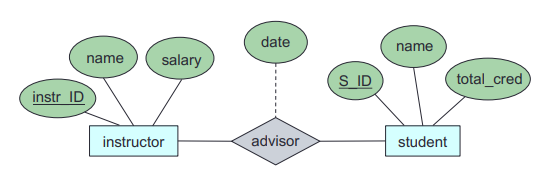 date
name
name
salary
S_ID
total_cred
instr_ID
instructor
advisor
student